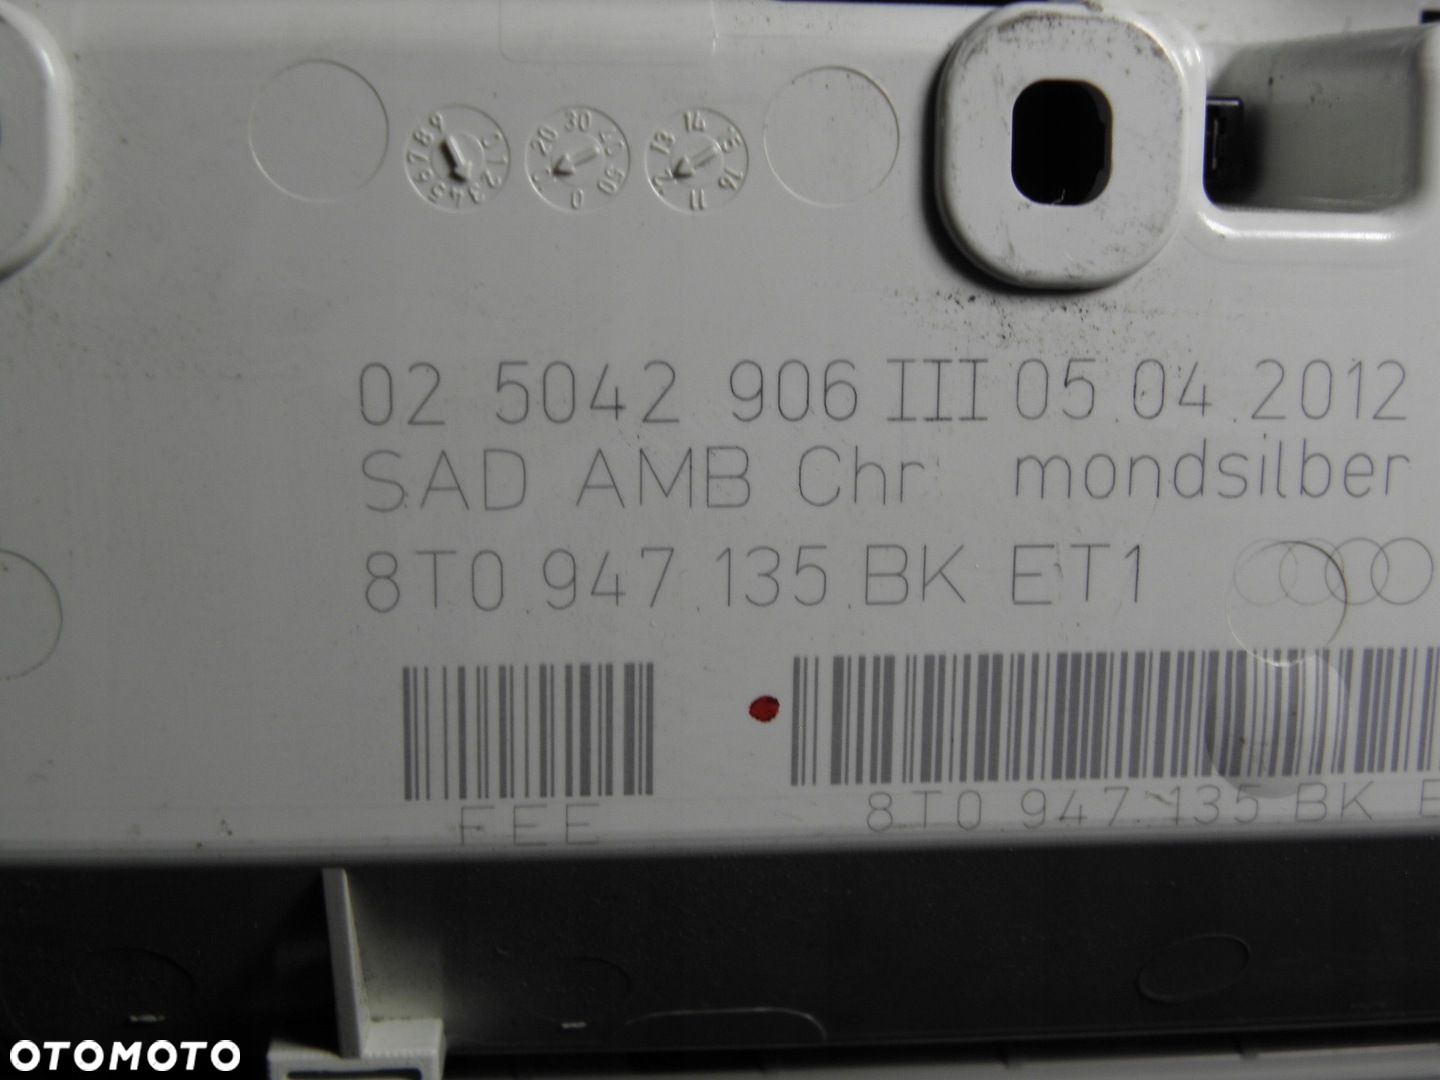 02 5042 906 III 05.04.2012
SAD AMB Chr mondsilber
8T0 947 135 BK ET1
FEE
8T0 947 135 BK E
OTOMOTO